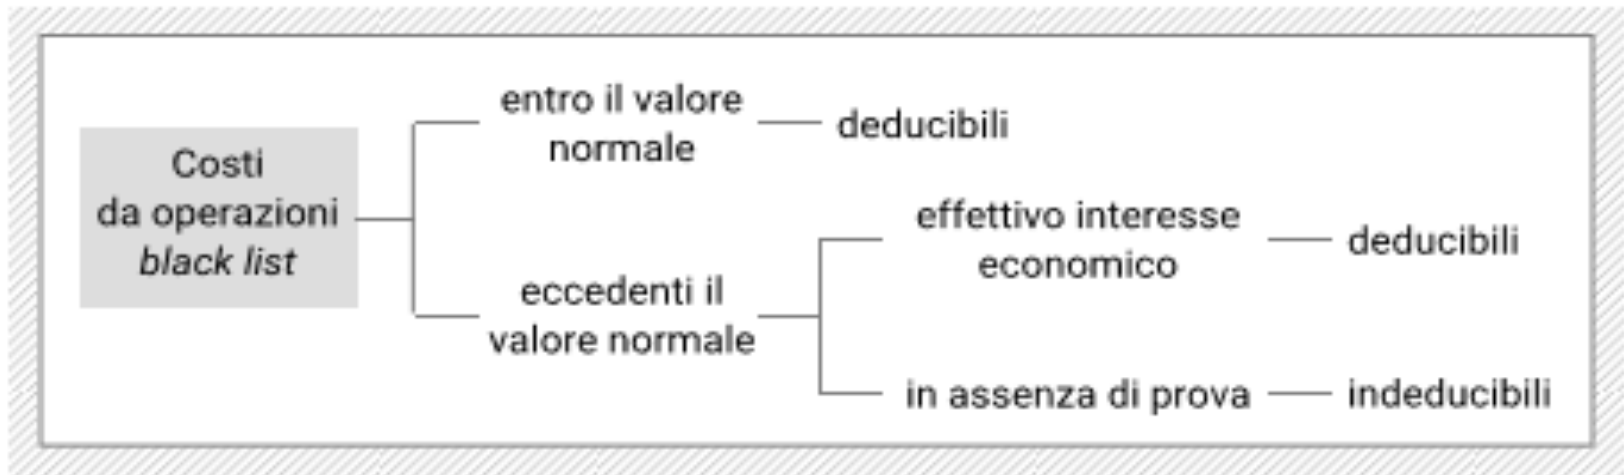 Costi
da operazioni
black list
entro il valore
normale
deducibili
eccedenti il
valore normale
effettivo interesse
economico
deducibili
in assenza di prova
indeducibili